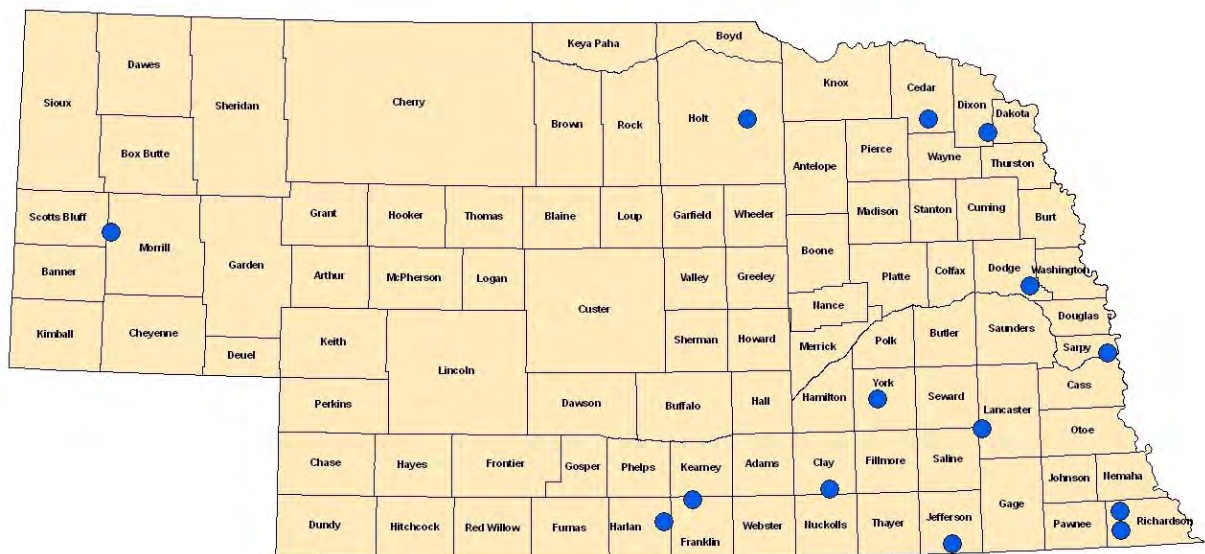 Keya Paha
Boyd
Dawes
Sioux
Sheridan
Cherry
Knox
Cedar
Dixon
Dakota
Brown
Rock
Holt
Box Butte
Antelope
Pierce
Wayne
Thurston
Scotts Bluff
Morrill
Garden
Grant
Hooker
Thomas
Blaine
Loup
Garfield
Wheeler
Madison
Stanton
Cuming
Burt
Boone
Banner
Arthur
McPherson
Logan
Custer
Valley
Greeley
Platte
Colfax
Dodge
Washington
Nance
Kimball
Cheyenne
Deuel
Keith
Lincoln
Sherman
Howard
Merrick
Polk
Butler
Saunders
Douglas
Sarpy
Perkins
Dawson
Buffalo
Hall
Hamilton
York
Seward
Lancaster
Cass
Otoe
Chase
Hayes
Frontier
Gosper
Phelps
Kearney
Adams
Clay
Fillmore
Saline
Gage
Johnson
Nemaha
Dundy
Hitchcock
Red Willow
Furnas
Harlan
Franklin
Webster
Nuckolls
Thayer
Jefferson
Pawnee
Richardson